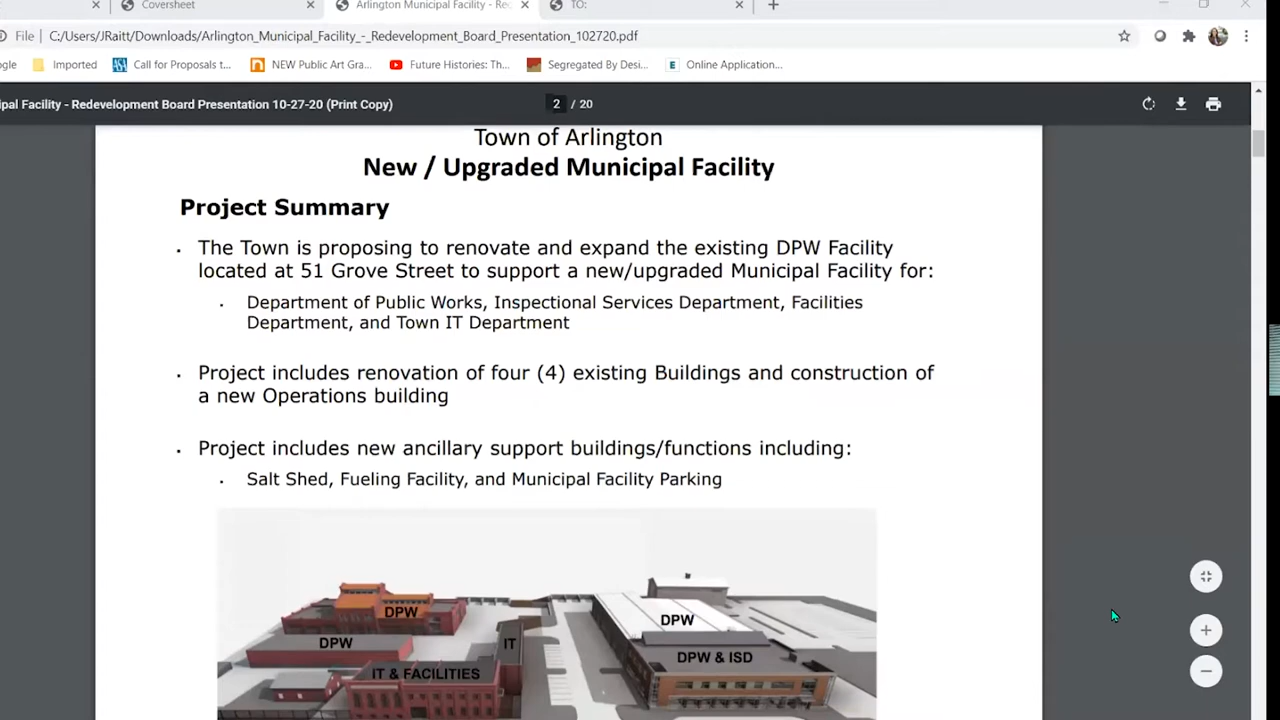 Coversheet
Arlington Municipal Facility - Re
TO:
File
C:/Users/JRaitt/Downloads/Arlington_Municipal_Facility_-_Redevelopment_Board_Presentation_102720.pdf
gle
Imported
Call for Proposals t...
NEW Public Art Gra...
Future Histories: Th...
Segregated By Desi...
Online Application...
pal Facility - Redevelopment Board Presentation 10-27-20 (Print Copy)
2 / 20
Town of Arlington
New / Upgraded Municipal Facility
Project Summary
The Town is proposing to renovate and expand the existing DPW Facility
located at 51 Grove Street to support a new/upgraded Municipal Facility for:
Department of Public Works, Inspectional Services Department, Facilities
Department, and Town IT Department
Project includes renovation of four (4) existing Buildings and construction of
a new Operations building
Project includes new ancillary support buildings/functions including:
Salt Shed, Fueling Facility, and Municipal Facility Parking
DPW
DPW
DPW
IT
DPW & ISD
IT & FACILITIES